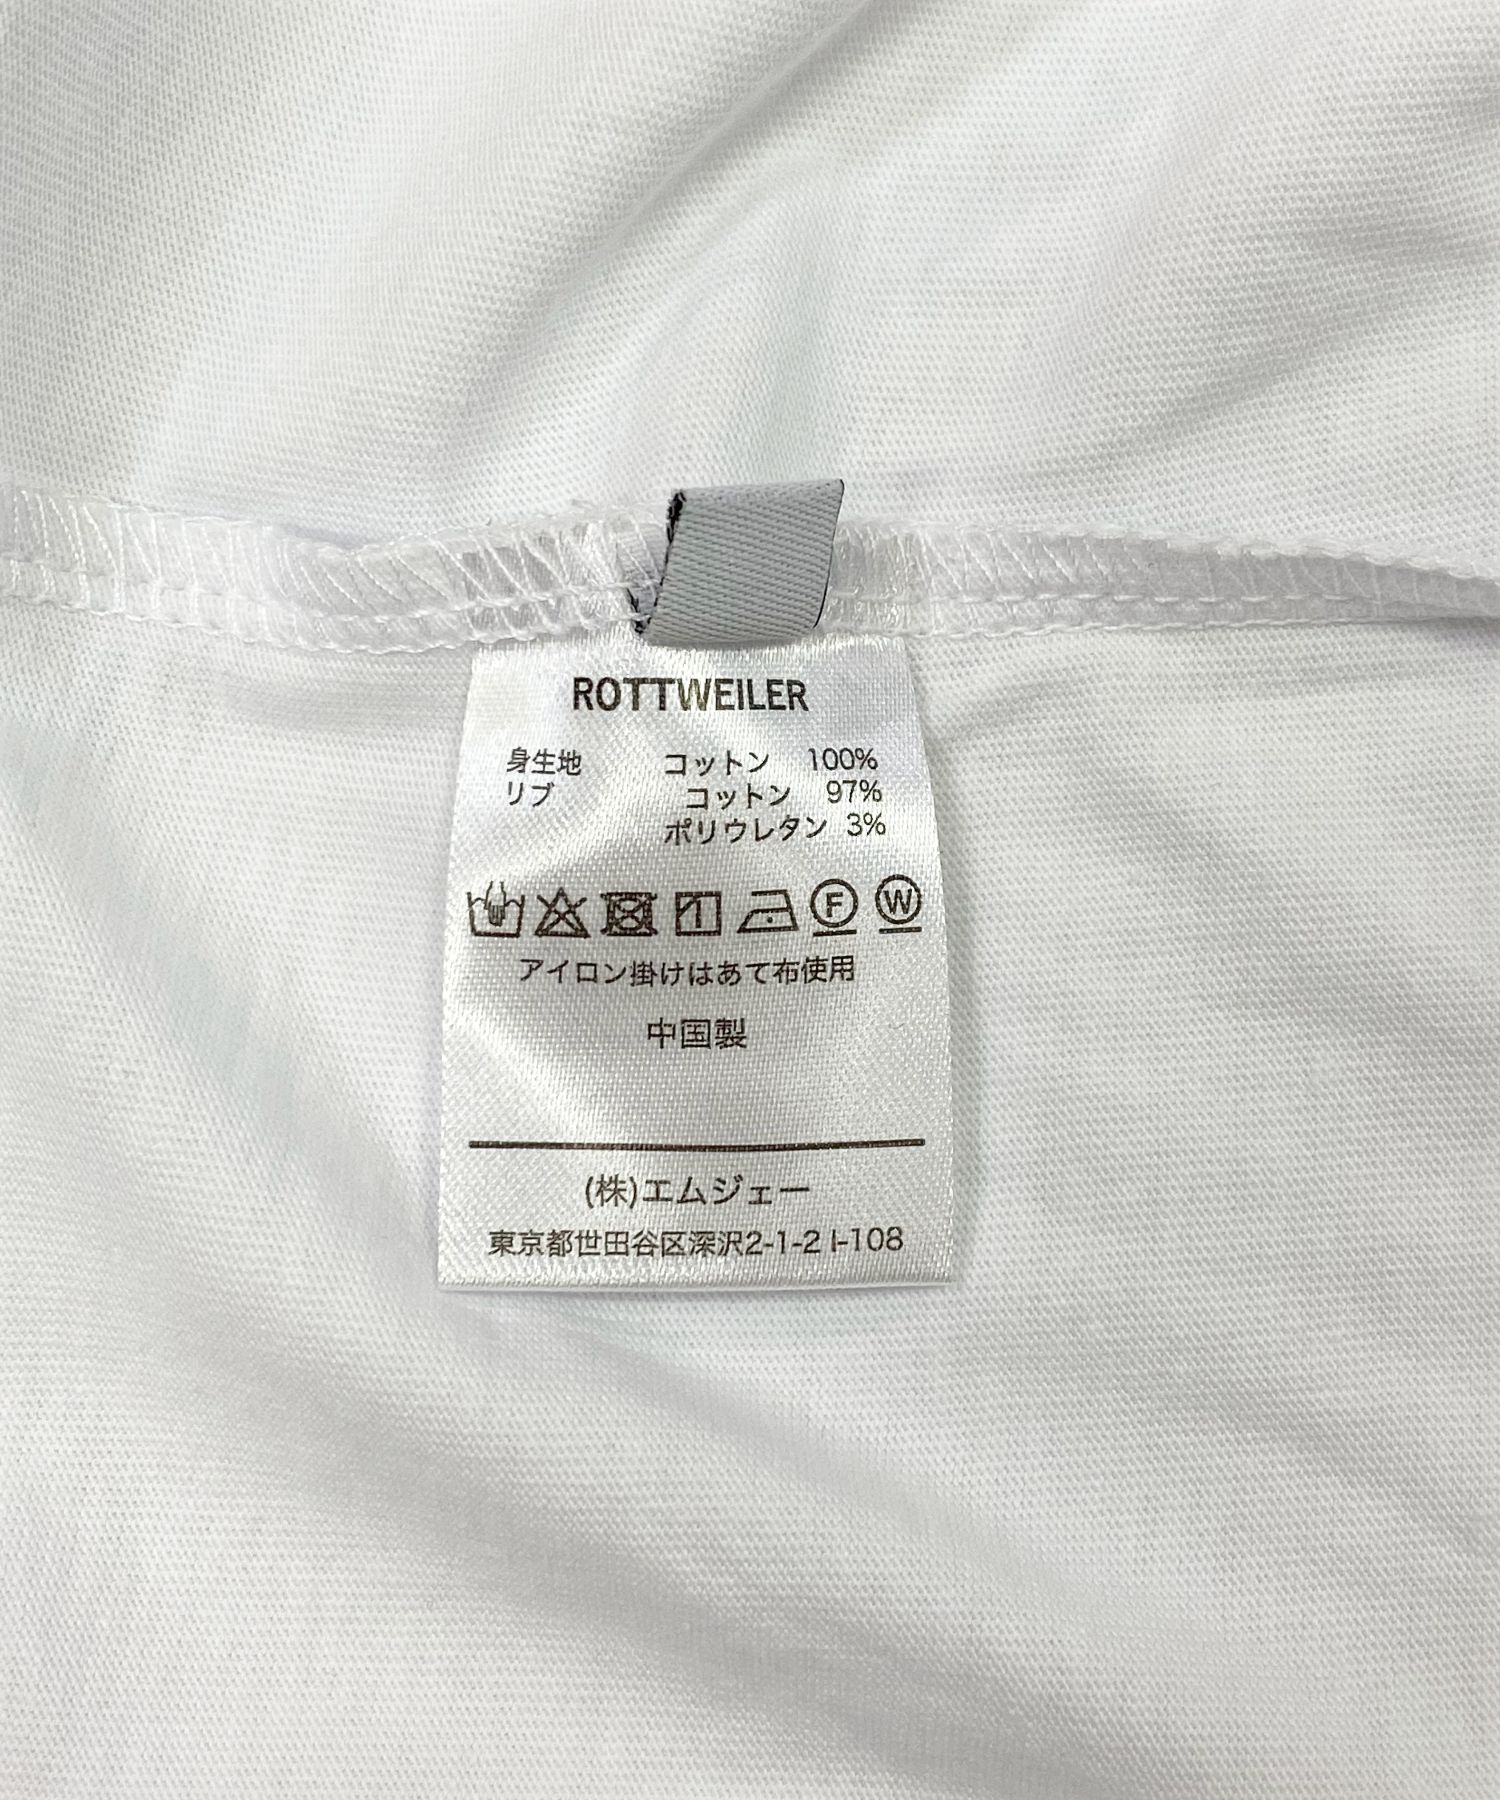 ROTTWEILER
身生地 コットン 100%
リブ コットン 97%
ポリウレタン 3%
F W
アイロン掛けはあて布使用
中国製
(株)エムジェー
東京都世田谷区深沢2-1-2 I-108